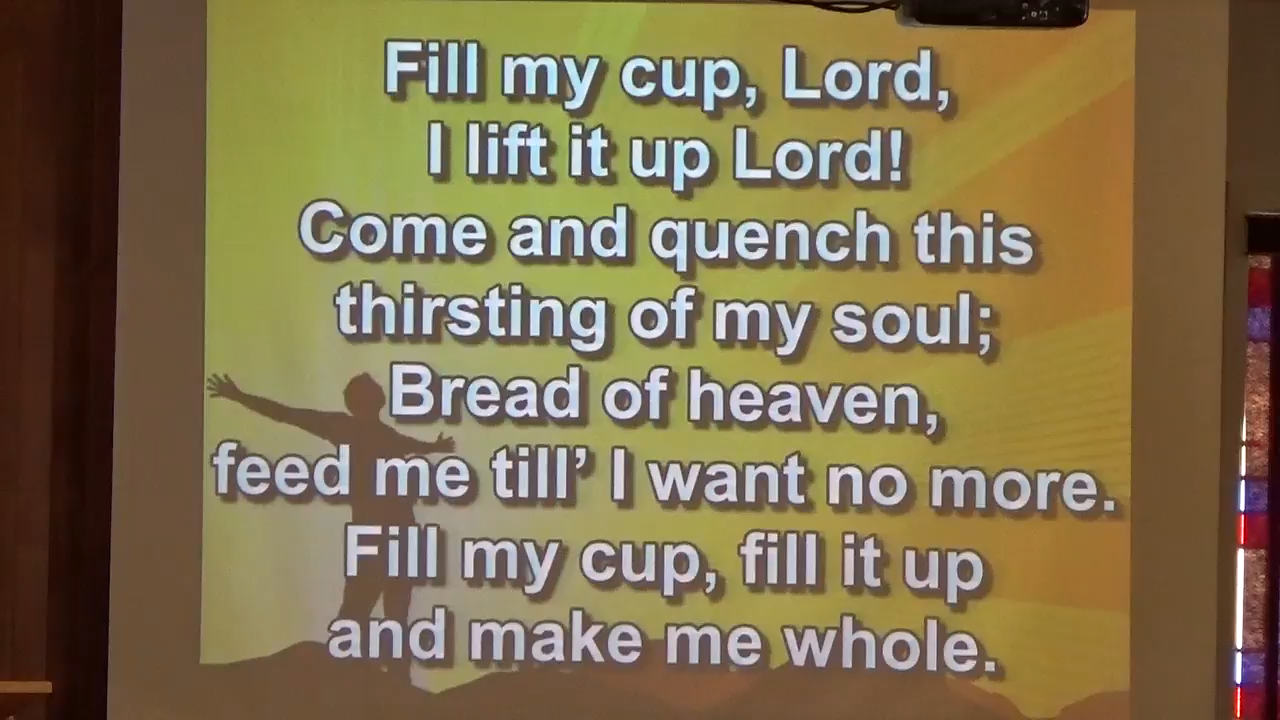 Fill my cup, Lord,
I lift it up Lord!
Come and quench this
thirsting of my soul;
Bread of heaven,
feed me till’ I want no more.
Fill my cup, fill it up
and make me whole.